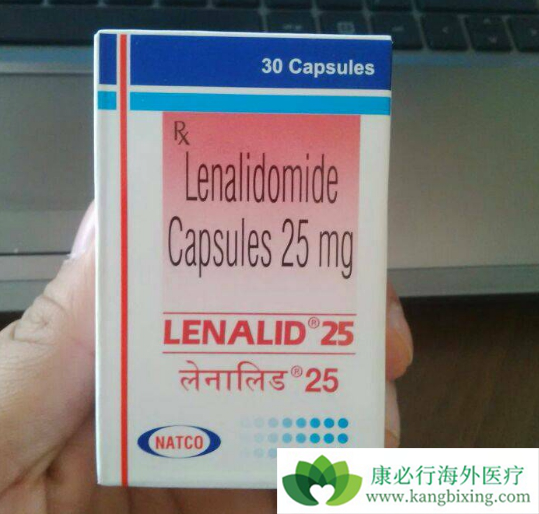 30 Capsules
Rx
Lenalidomide
Capsules 25 mg
LENALID® 25
लेनालिड® 25
NATCO
康必行海外医疗
www.kangbixing.com